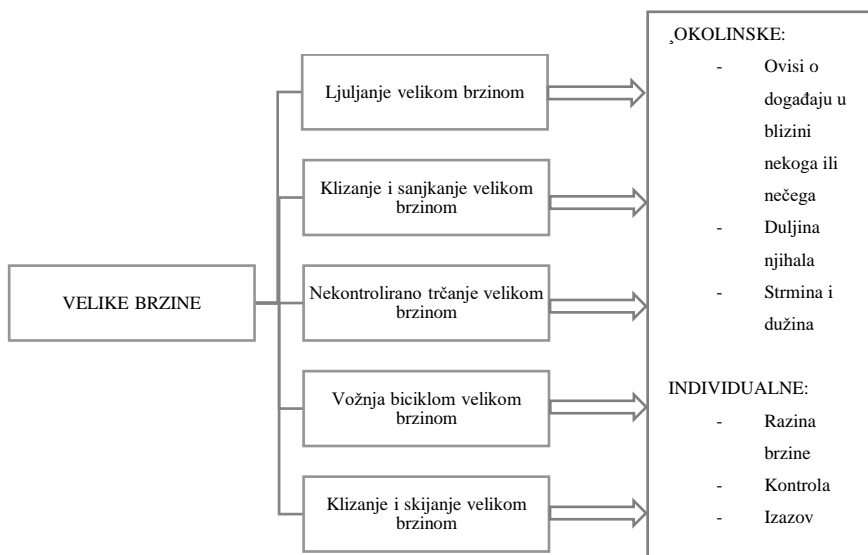 VELIKE BRZINE
Ljuljanje velikom brzinom
Klizanje i sanjkanje velikom
brzinom
Nekontrolirano trčanje velikom
brzinom
Vožnja biciklom velikom
brzinom
Klizanje i skijanje velikom
brzinom
¸OKOLINSKE:
- Ovisi o
događaju u
blizini
nekoga ili
nečega
- Duljina
njihala
- Strmina i
dužina
INDIVIDUALNE:
- Razina
brzine
- Kontrola
- Izazov